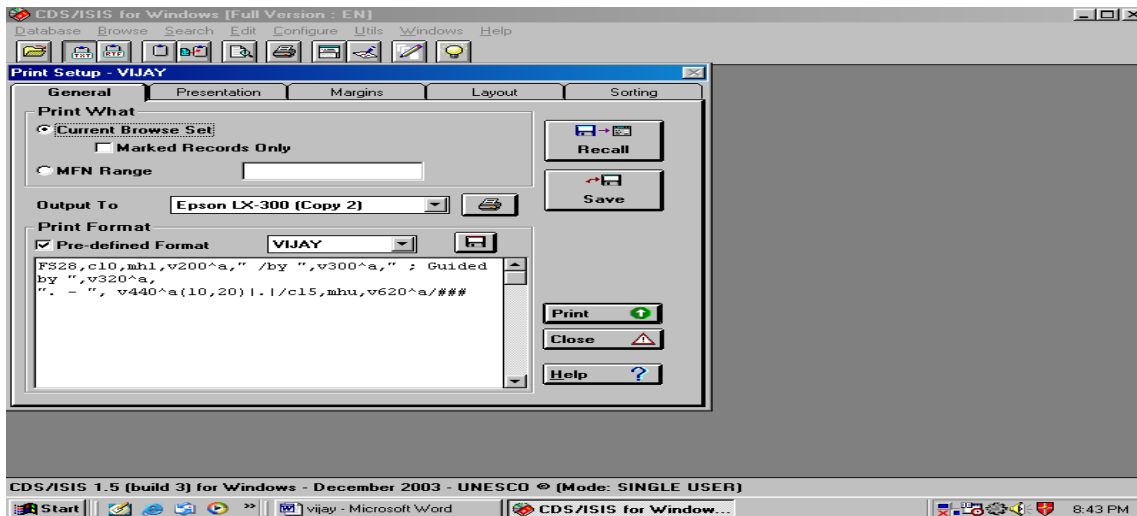 CDS/ISIS for Windows [Full Version : EN]
Database Browse Search Edit Configure Utils Windows Help
TXT RTF
Print Setup - VIJAY
General Presentation Margins Layout Sorting
Print What
Current Browse Set
Marked Records Only
MFN Range
Recall
Save
Output To Epson LX-300 (Copy 2)
Print Format
Pre-defined Format VIJAY
FS28,c10,mhl,v200^a," /by ",v300^a," ; Guided
by ",v320^a,
". - ", v440^a(10,20)|.|/c15,mhu,v620^a/###
Print
Close
Help ?
CDS/ISIS 1.5 (build 3) for Windows - December 2003 - UNESCO © (Mode: SINGLE USER)
Start » vijay - Microsoft Word CDS/ISIS for Window... 8:43 PM